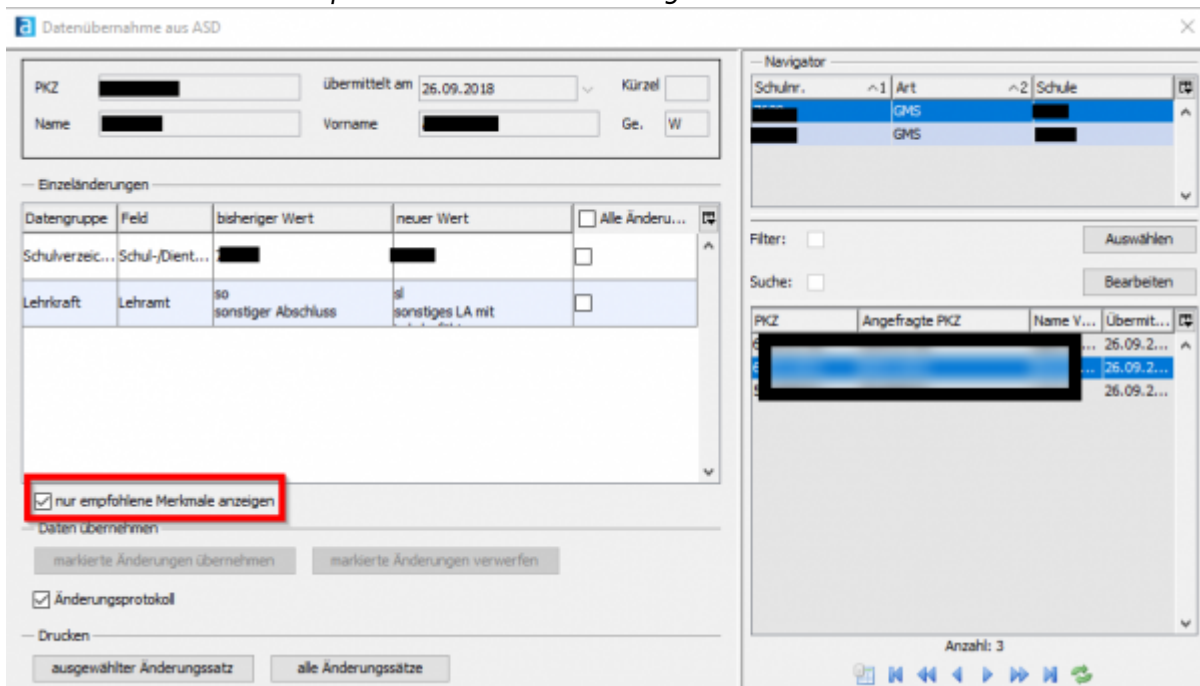 Datenübernahme aus ASD
PKZ
übermittelt am 26.09.2018
Kürzel
Name
Vorname
Ge. W
Einzeländerungen
Datengruppe Feld bisheriger Wert neuer Wert Alle Änderu...
Schulverzeic... Schul-/Dient...
Lehrkraft Lehramt so sl
sonstiger Abschluss sonstiges LA mit
nur empfohlene Merkmale anzeigen
Daten übernehmen
markierte Änderungen übernehmen markierte Änderungen verwerfen
Änderungsprotokoll
Drucken
ausgewählter Änderungssatz alle Änderungssätze
Navigator
Schulnr. 1 Art 2 Schule
GMS
GMS
Filter: Auswählen
Suche: Bearbeiten
PKZ Angefragte PKZ Name V... Übermit...
... 26.09.2...
... 26.09.2...
26.09.2...
Anzahl: 3